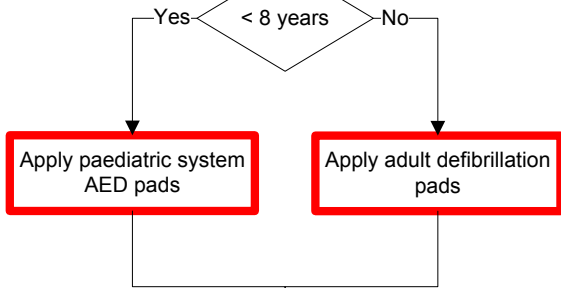 Yes
< 8 years
No
Apply paediatric system
AED pads
Apply adult defibrillation
pads